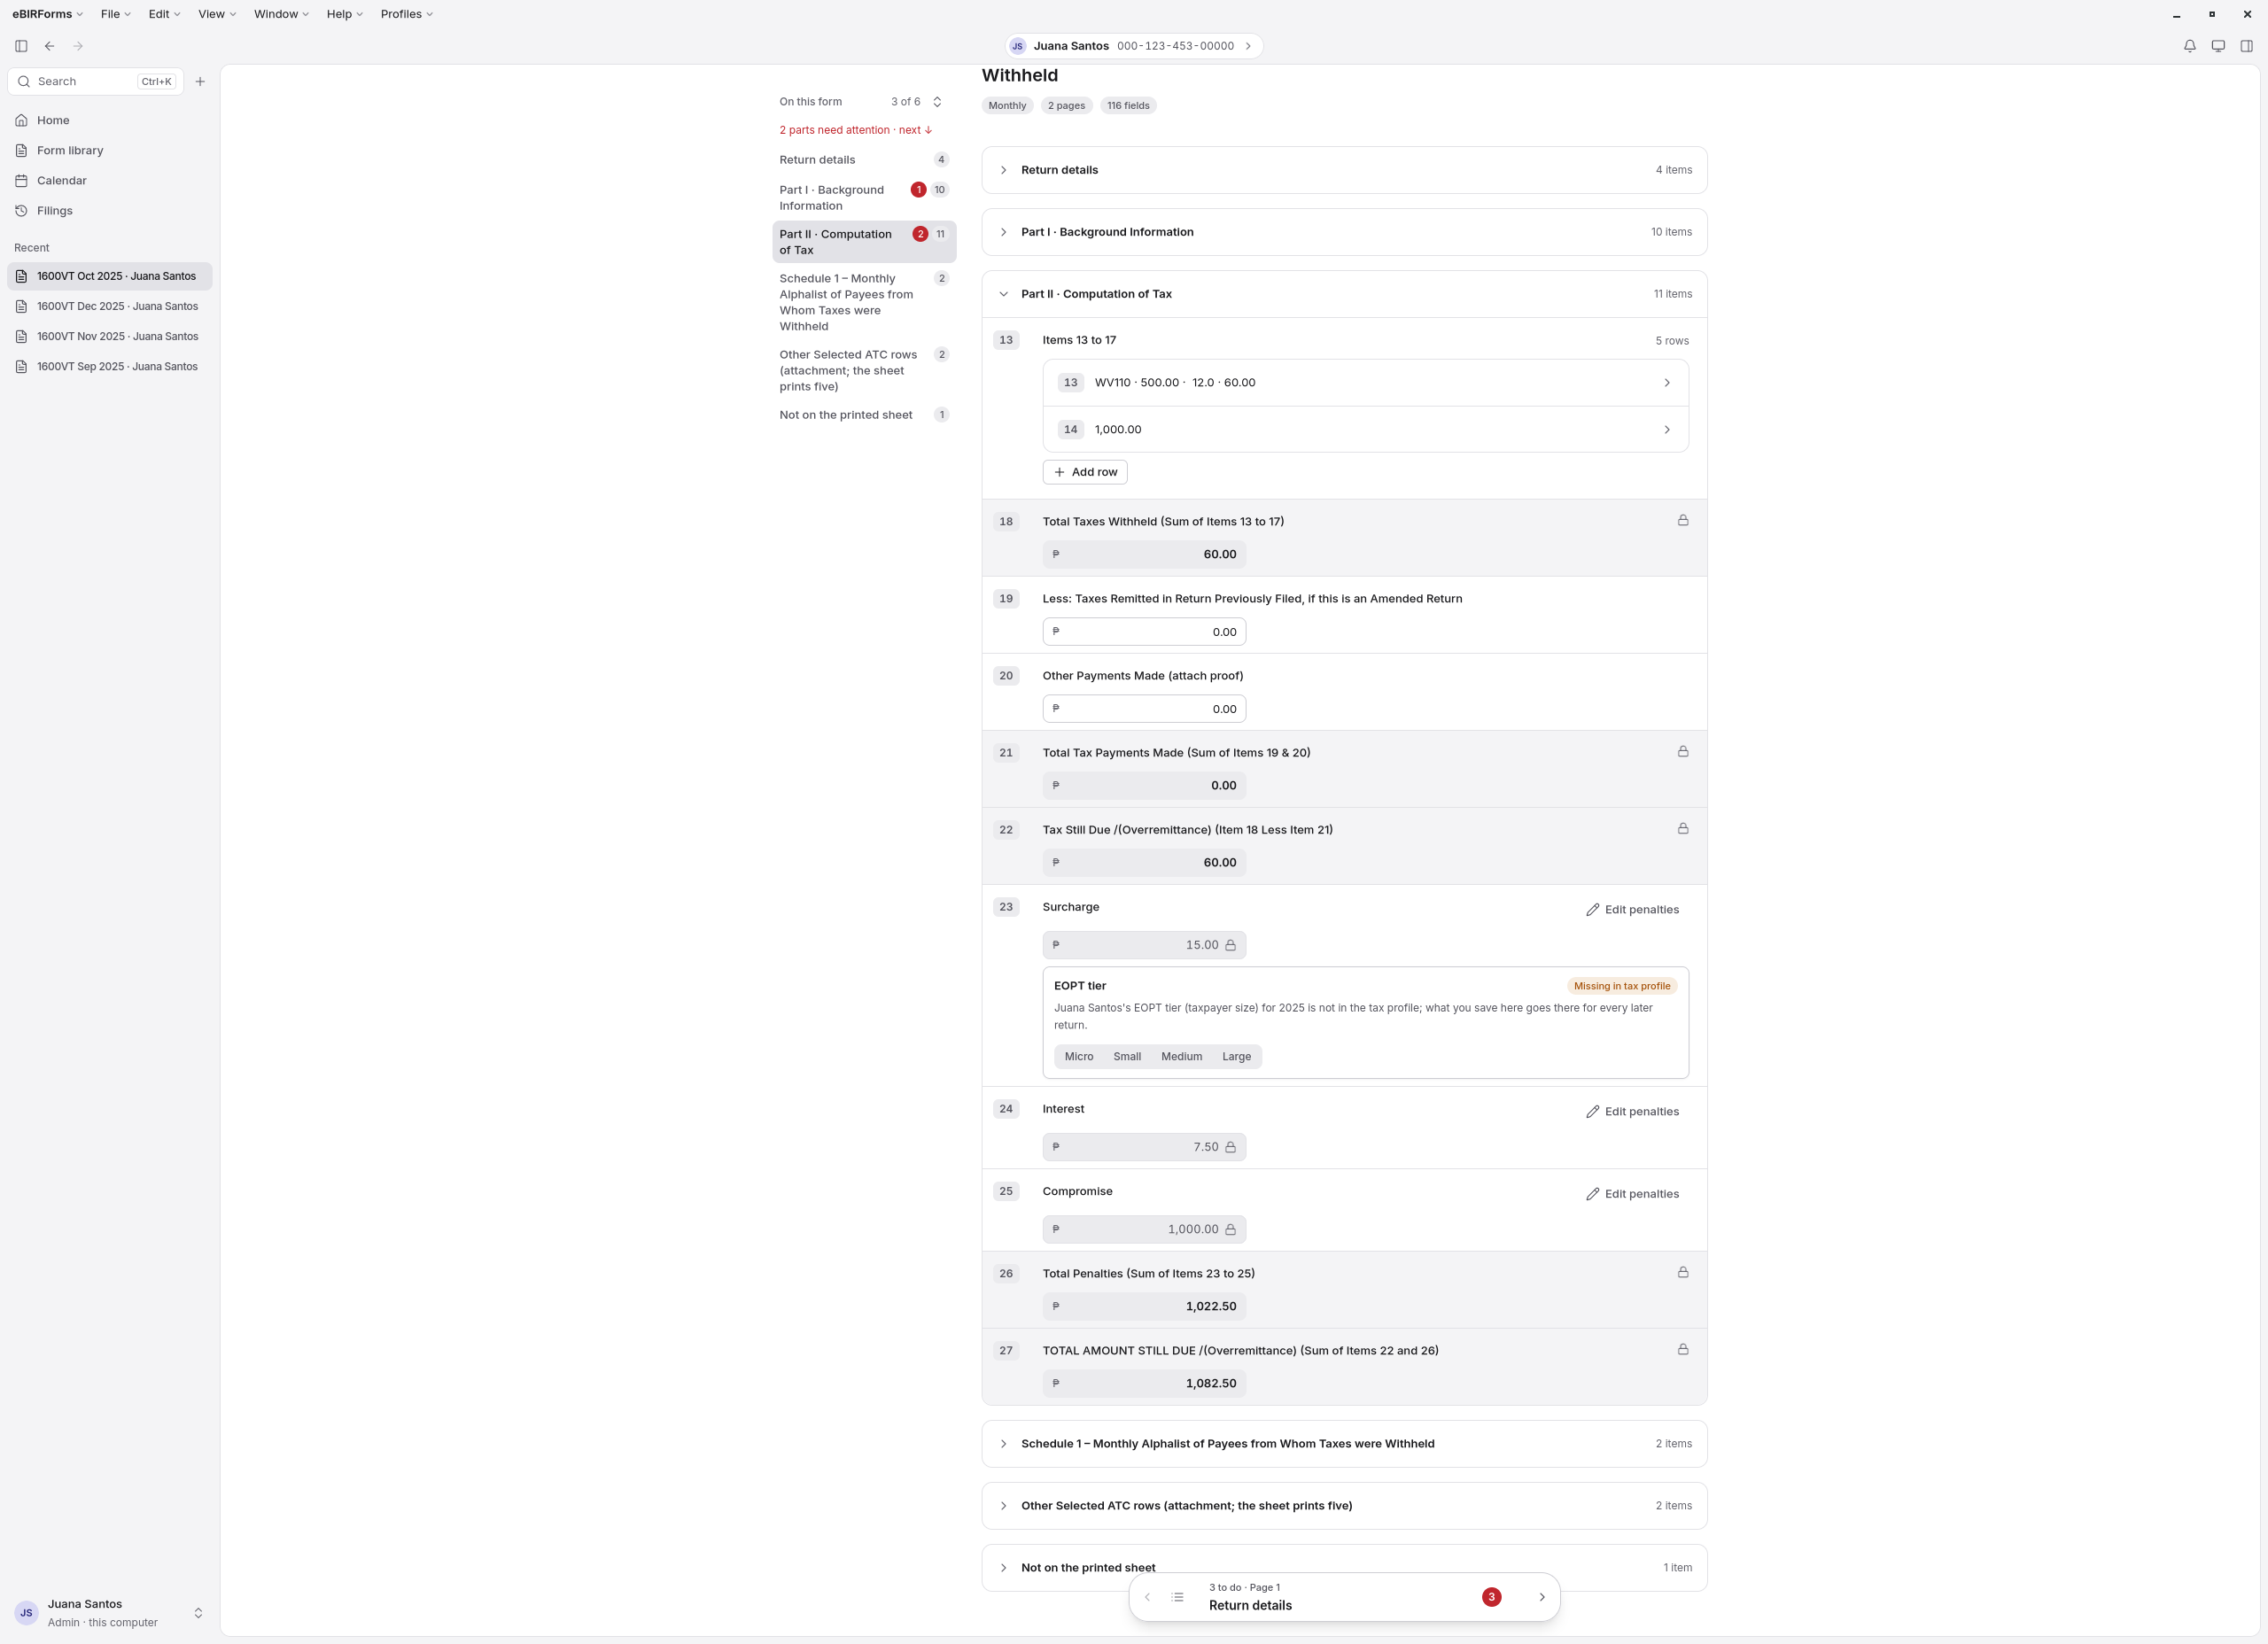 eBIRForms File Edit View Window Help Profiles
JS Juana Santos 000-123-453-00000
Search Ctrl+K
Home
Form library
Calendar
Filings
Recent
1600VT Oct 2025 · Juana Santos
1600VT Dec 2025 · Juana Santos
1600VT Nov 2025 · Juana Santos
1600VT Sep 2025 · Juana Santos
JS Juana Santos
Admin · this computer
On this form 3 of 6
2 parts need attention · next ↓
Return details 4
Part I · Background 1 10
Information
Part II · Computation 2 11
of Tax
Schedule 1 – Monthly 2
Alphalist of Payees from
Whom Taxes were
Withheld
Other Selected ATC rows 2
(attachment; the sheet
prints five)
Not on the printed sheet 1
Withheld
Monthly 2 pages 116 fields
Return details 4 items
Part I · Background Information 10 items
Part II · Computation of Tax 11 items
13 Items 13 to 17 5 rows
13 WV110 · 500.00 · 12.0 · 60.00
14 1,000.00
+ Add row
18 Total Taxes Withheld (Sum of Items 13 to 17)
₱ 60.00
19 Less: Taxes Remitted in Return Previously Filed, if this is an Amended Return
₱ 0.00
20 Other Payments Made (attach proof)
₱ 0.00
21 Total Tax Payments Made (Sum of Items 19 & 20)
₱ 0.00
22 Tax Still Due /(Overremittance) (Item 18 Less Item 21)
₱ 60.00
23 Surcharge Edit penalties
₱ 15.00
EOPT tier Missing in tax profile
Juana Santos's EOPT tier (taxpayer size) for 2025 is not in the tax profile; what you save here goes there for every later
return.
Micro Small Medium Large
24 Interest Edit penalties
₱ 7.50
25 Compromise Edit penalties
₱ 1,000.00
26 Total Penalties (Sum of Items 23 to 25)
₱ 1,022.50
27 TOTAL AMOUNT STILL DUE /(Overremittance) (Sum of Items 22 and 26)
₱ 1,082.50
Schedule 1 – Monthly Alphalist of Payees from Whom Taxes were Withheld 2 items
Other Selected ATC rows (attachment; the sheet prints five) 2 items
Not on the printed sheet 1 item
3 to do · Page 1
Return details 3